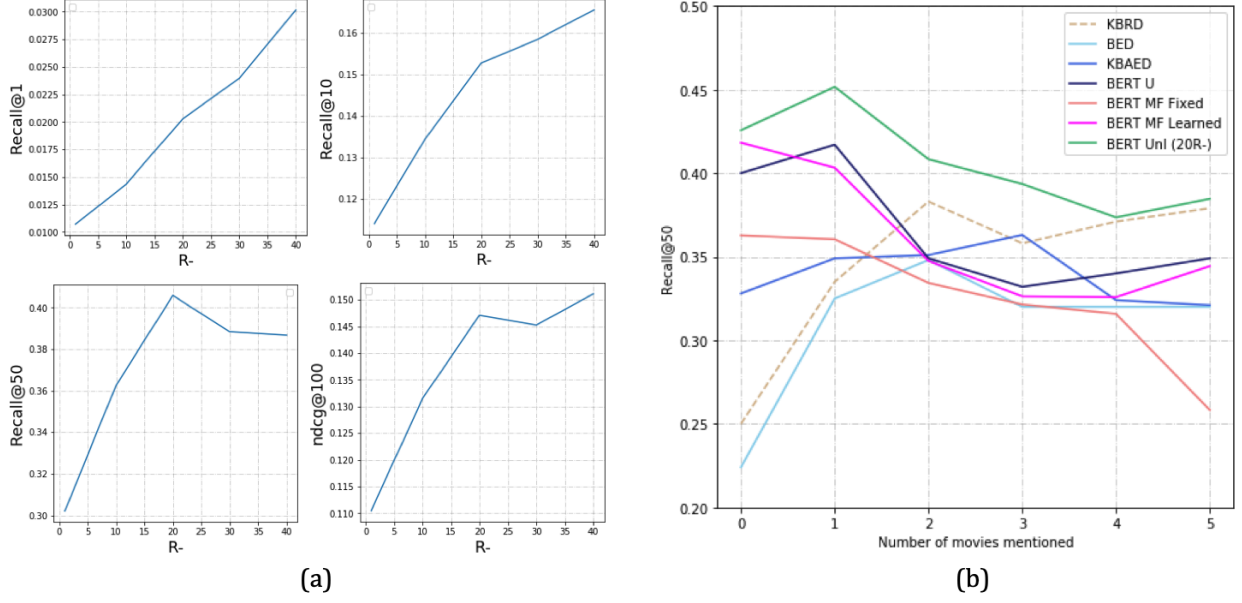 Recall@1
0.0300
0.0275
0.0250
0.0225
0.0200
0.0175
0.0150
0.0125
0.0100
0 5 10 15 20 25 30 35 40
R-
Recall@10
0.16
0.15
0.14
0.13
0.12
0 5 10 15 20 25 30 35 40
R-
Recall@50
0.40
0.38
0.36
0.34
0.32
0.30
0 5 10 15 20 25 30 35 40
R-
ndcg@100
0.150
0.145
0.140
0.135
0.130
0.125
0.120
0.115
0.110
0 5 10 15 20 25 30 35 40
R-
(a)
Recall@50
0.50
0.45
0.40
0.35
0.30
0.25
0.20
KBRD
BED
KBAED
BERT U
BERT MF Fixed
BERT MF Learned
BERT UnI (20R-)
0 1 2 3 4 5
Number of movies mentioned
(b)